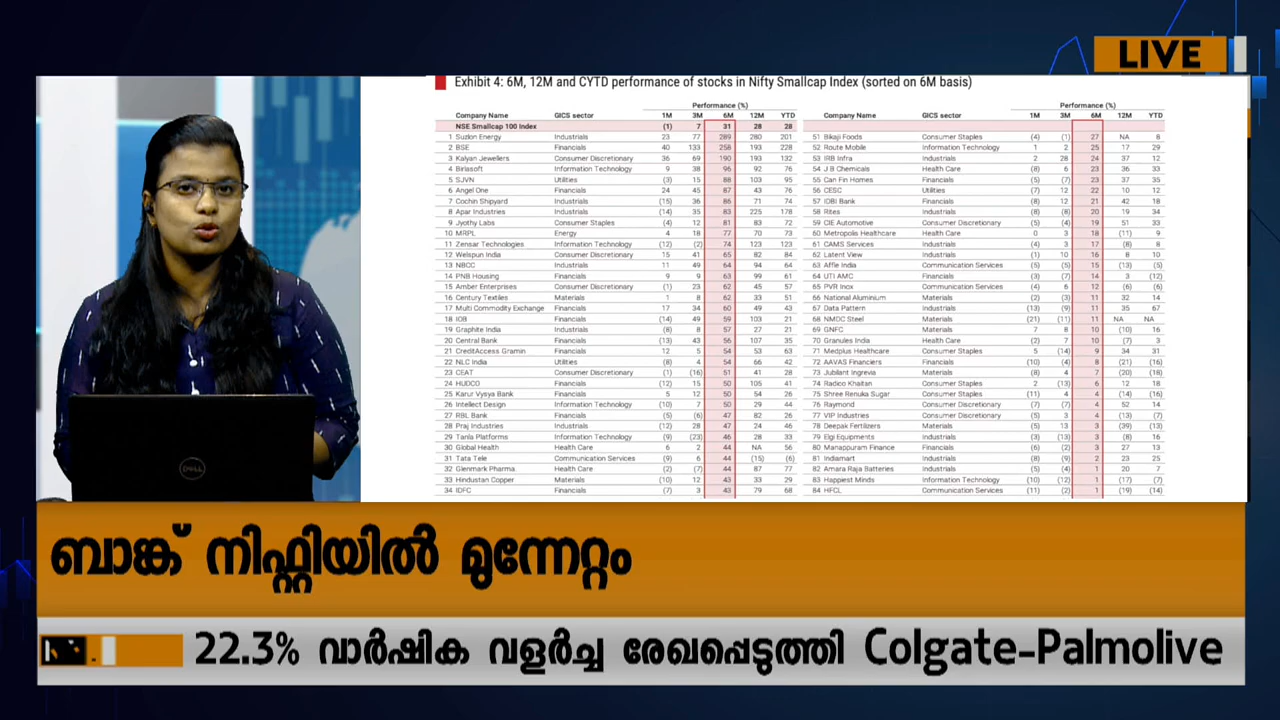 LIVE
Exhibit 4: 6M, 12M and CYTD performance of stocks in Nifty Smallcap Index (sorted on 6M basis)
Performance (%)
Company Name GICS sector 1M 3M 6M 12M YTD
NSE Smallcap 100 Index (1) 7 31 28 28
1 Suzlon Energy Industrials 23 77 289 280 201
2 BSE Financials 40 133 258 193 228
3 Kalyan Jewellers Consumer Discretionary 36 69 190 193 132
4 Birlasoft Information Technology 9 38 96 92 76
5 SJVN Utilities (3) 15 88 103 95
6 Angel One Financials 24 45 87 43 76
7 Cochin Shipyard Industrials (15) 36 86 71 74
8 Apar Industries Industrials (14) 35 83 225 178
9 Jyothy Labs Consumer Staples (4) 12 81 83 72
10 MRPL Energy 4 18 77 70 73
11 Zensar Technologies Information Technology (12) (2) 74 123 123
12 Welspun India Consumer Discretionary 15 41 65 82 84
13 NBCC Industrials 11 49 64 94 64
14 PNB Housing Financials 9 9 63 99 61
15 Amber Enterprises Consumer Discretionary (1) 23 62 45 57
16 Century Textiles Materials 1 8 62 33 51
17 Multi Commodity Exchange Financials 17 34 60 49 43
18 IOB Financials (14) 49 59 103 21
19 Graphite India Industrials (8) 8 57 27 21
20 Central Bank Financials (13) 43 56 107 35
21 CreditAccess Gramin Financials 12 5 54 53 63
22 NLC India Utilities (8) 4 54 66 42
23 CEAT Consumer Discretionary (1) (16) 51 41 28
24 HUDCO Financials (12) 15 50 105 41
25 Karur Vysya Bank Financials 5 12 50 54 26
26 Intellect Design Information Technology (10) 7 50 29 44
27 RBL Bank Financials (5) (6) 47 82 26
28 Praj Industries Industrials (12) 28 47 24 46
29 Tanla Platforms Information Technology (9) (23) 46 28 33
30 Global Health Health Care 6 2 44 NA 56
31 Tata Tele Communication Services (9) 6 44 (15) (6)
32 Glenmark Pharma. Health Care (2) (7) 44 87 77
33 Hindustan Copper Materials (10) 12 43 33 29
34 IDFC Financials (7) 3 43 79 68
Performance (%)
Company Name GICS sector 1M 3M 6M 12M YTD
51 Bikaji Foods Consumer Staples (4) (1) 27 NA 8
52 Route Mobile Information Technology 1 2 25 17 29
53 IRB Infra Industrials 2 28 24 37 12
54 J B Chemicals Health Care (8) 6 23 36 33
55 Can Fin Homes Financials (5) (7) 23 37 35
56 CESC Utilities (7) 12 22 10 12
57 IDBI Bank Financials (8) 12 21 42 18
58 Rites Industrials (8) (8) 20 19 34
59 CIE Automotive Consumer Discretionary (5) (4) 19 51 33
60 Metropolis Healthcare Health Care 0 3 18 (11) 9
61 CAMS Services Industrials (4) 3 17 (8) 8
62 Latent View Industrials (1) 10 16 8 10
63 Affle India Communication Services (5) (5) 15 (13) (5)
64 UTI AMC Financials (3) (7) 14 3 (12)
65 PVR Inox Communication Services (4) 6 12 (6) (6)
66 National Aluminium Materials (2) (3) 11 32 14
67 Data Pattern Industrials (13) (9) 11 35 67
68 NMDC Steel Materials (21) (11) 11 NA NA
69 GNFC Materials 7 8 10 (10) 16
70 Granules India Health Care (2) 7 10 (7) 3
71 Medplus Healthcare Consumer Staples 5 (14) 9 34 31
72 AAVAS Financiers Financials (10) (4) 8 (21) (16)
73 Jubilant Ingrevia Materials (8) 4 7 (20) (18)
74 Radico Khaitan Consumer Staples 2 (13) 6 12 18
75 Shree Renuka Sugar Consumer Staples (11) 4 4 (14) (16)
76 Raymond Consumer Discretionary (7) (7) 4 52 14
77 VIP Industries Consumer Discretionary (5) 3 4 (13) (7)
78 Deepak Fertilizers Materials (5) 13 3 (39) (13)
79 Elgi Equipments Industrials (3) (13) 3 (8) 16
80 Manappuram Finance Financials (6) (2) 3 27 13
81 Indiamart Industrials (8) (9) 2 23 25
82 Amara Raja Batteries Industrials (5) (4) 1 20 7
83 Happiest Minds Information Technology (10) (12) 1 (17) (7)
84 HFCL Communication Services (11) (2) 1 (19) (14)
DELL
ബാങ്ക് നിഫ്റ്റിയിൽ മുന്നേറ്റം
22.3% വാർഷിക വളർച്ച രേഖപ്പെടുത്തി Colgate-Palmolive